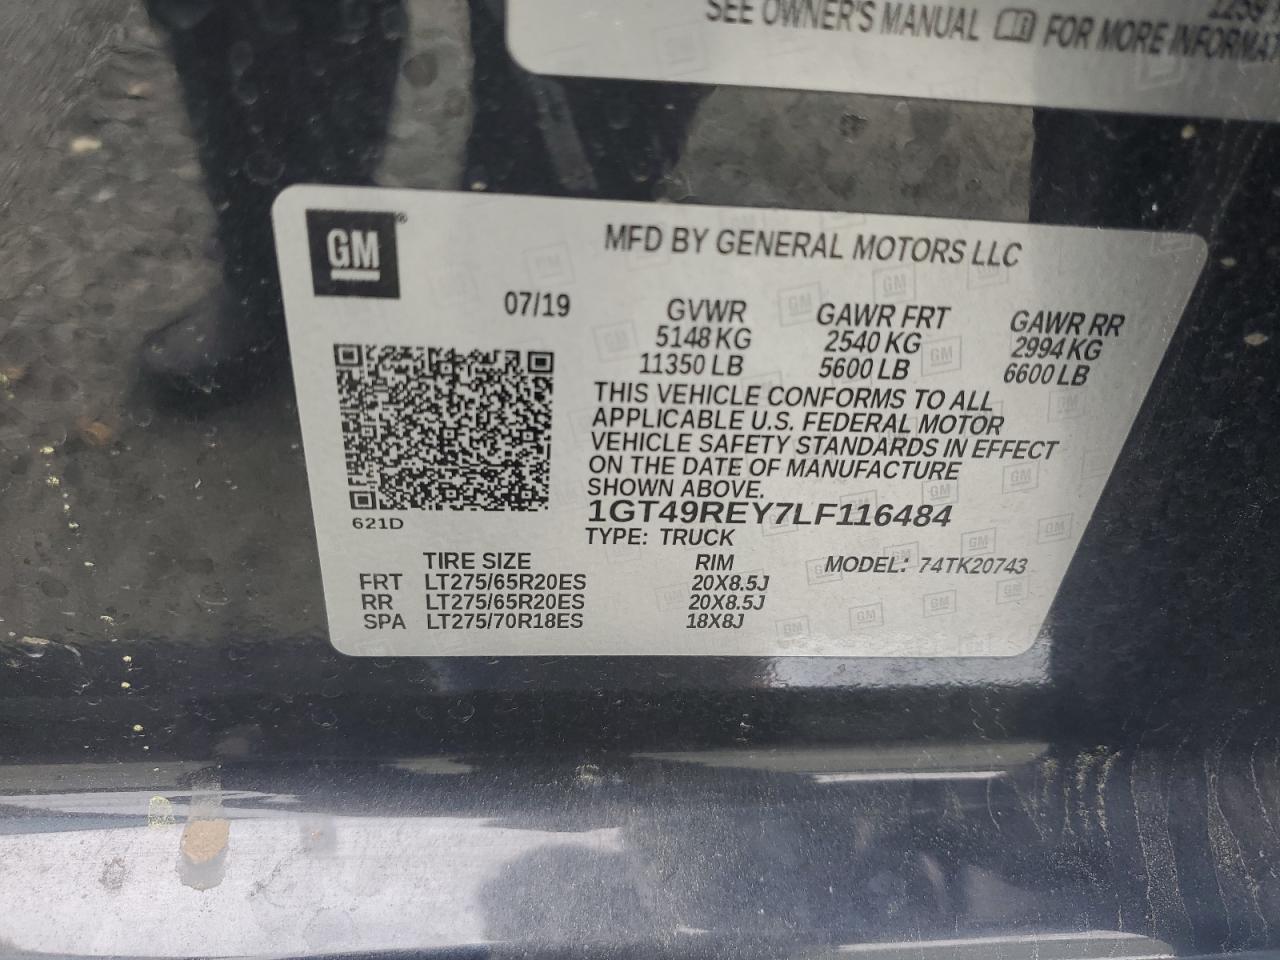 SEE OWNER'S MANUAL FOR MORE
GM®
MFD BY GENERAL MOTORS LLC
07/19
GVWR GAWR FRT GAWR RR
5148 KG 2540 KG 2994 KG
11350 LB 5600 LB 6600 LB
THIS VEHICLE CONFORMS TO ALL
APPLICABLE U.S. FEDERAL MOTOR
VEHICLE SAFETY STANDARDS IN EFFECT
ON THE DATE OF MANUFACTURE
SHOWN ABOVE.
1GT49REY7LF116484
621D
TYPE: TRUCK
TIRE SIZE RIM MODEL: 74TK20743
FRT LT275/65R20ES 20X8.5J
RR LT275/65R20ES 20X8.5J
SPA LT275/70R18ES 18X8J